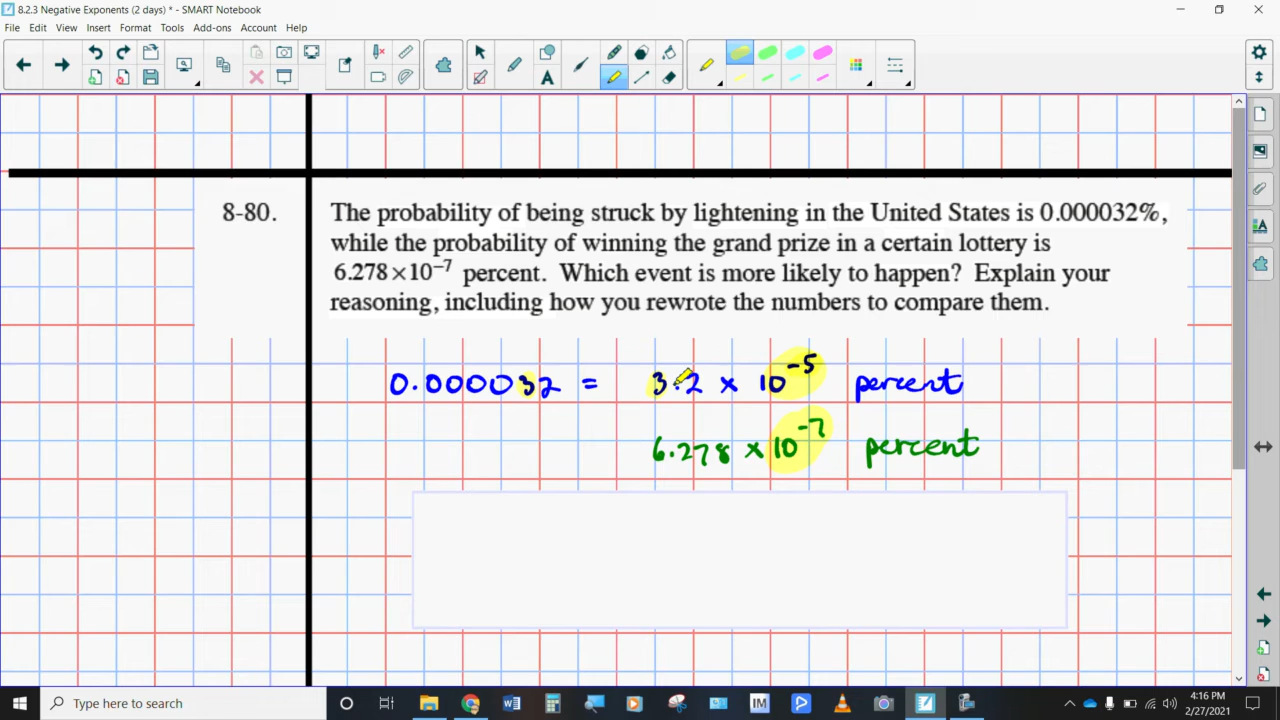 8.2.3 Negative Exponents (2 days) * - SMART Notebook
File Edit View Insert Format Tools Add-ons Account Help
8-80. The probability of being struck by lightening in the United States is 0.000032%,
while the probability of winning the grand prize in a certain lottery is
6.278×10⁻⁷ percent. Which event is more likely to happen? Explain your
reasoning, including how you rewrote the numbers to compare them.
0.000032 = 3.2 × 10⁻⁵ percent
6.278 × 10⁻⁷ percent
Type here to search
4:16 PM
2/27/2021